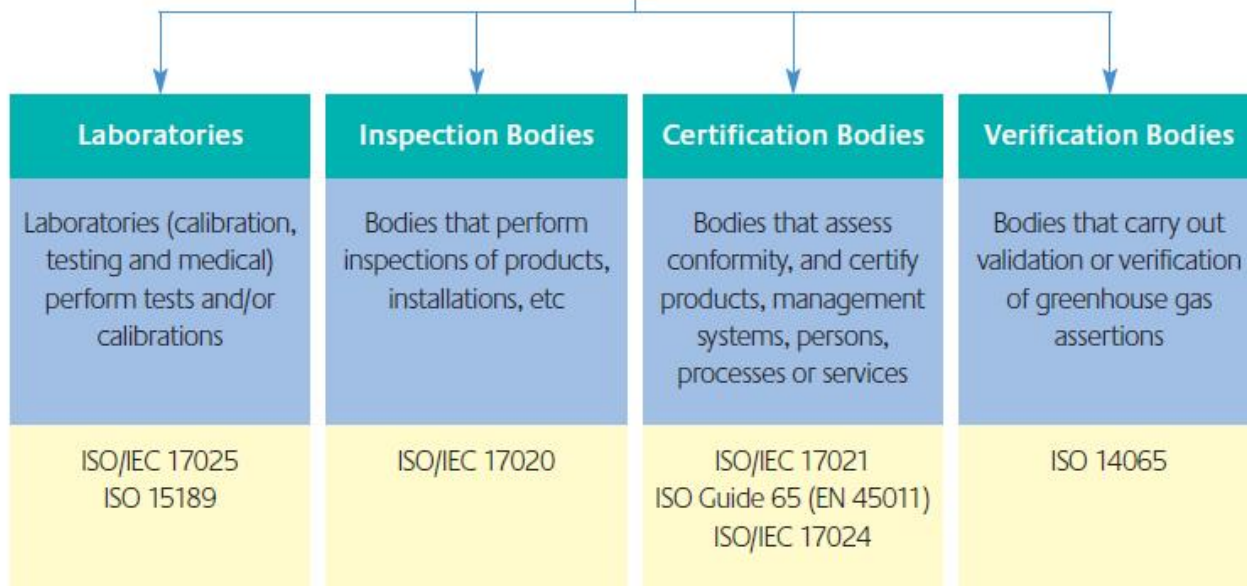 Laboratories
Laboratories (calibration,
testing and medical)
perform tests and/or
calibrations
ISO/IEC 17025
ISO 15189
Inspection Bodies
Bodies that perform
inspections of products,
installations, etc
ISO/IEC 17020
Certification Bodies
Bodies that assess
conformity, and certify
products, management
systems, persons,
processes or services
ISO/IEC 17021
ISO Guide 65 (EN 45011)
ISO/IEC 17024
Verification Bodies
Bodies that carry out
validation or verification
of greenhouse gas
assertions
ISO 14065